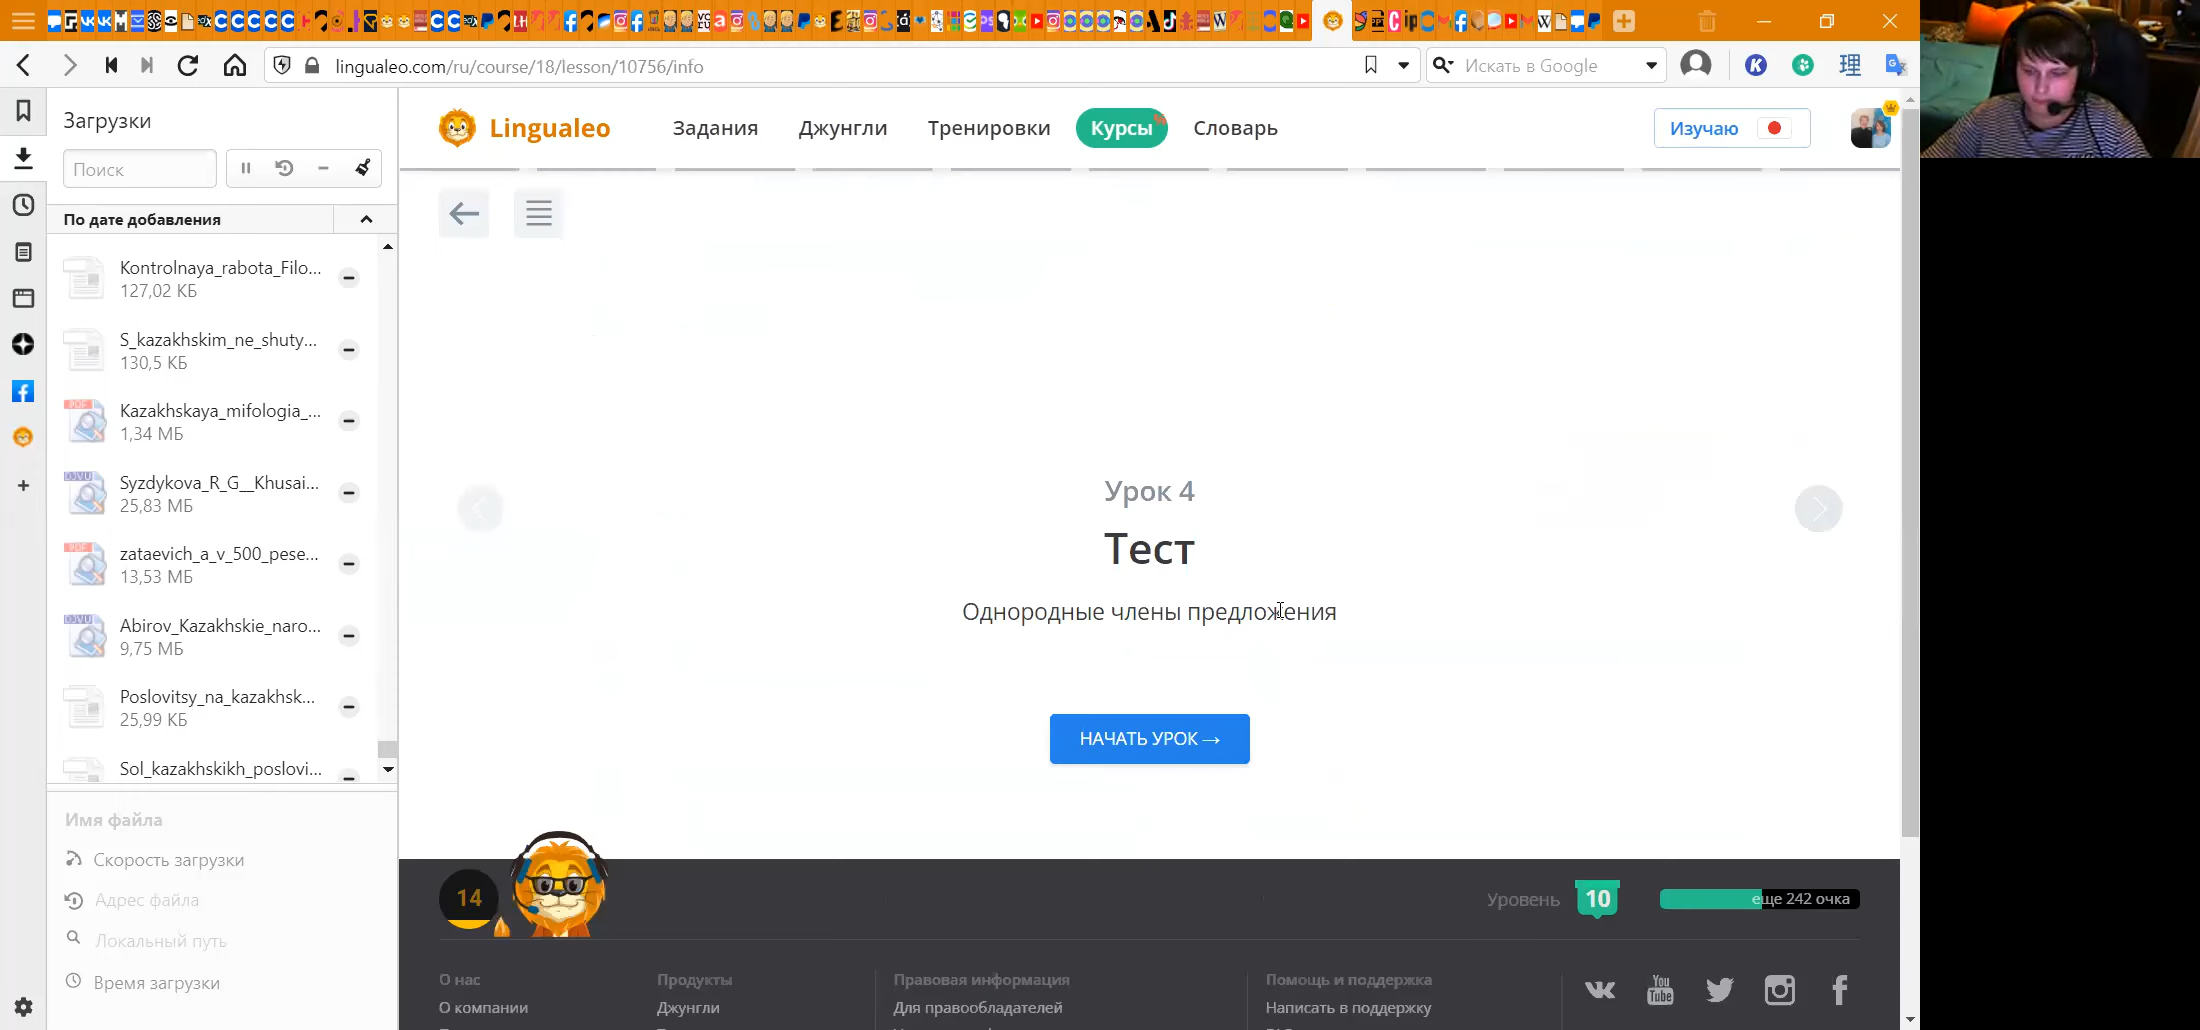 lingualeo.com/ru/course/18/lesson/10756/info
Искать в Google
Загрузки
Поиск
По дате добавления
Kontrolnaya_rabota_Filo...
127,02 КБ
S_kazakhskim_ne_shuty...
130,5 КБ
Kazakhskaya_mifologia_...
1,34 МБ
Syzdykova_R_G__Khusai...
25,83 МБ
zataevich_a_v_500_pese...
13,53 МБ
Abirov_Kazakhskie_naro...
9,75 МБ
Poslovitsy_na_kazakhsk...
25,99 КБ
Sol_kazakhskikh_poslovi...
Имя файла
Скорость загрузки
Адрес файла
Локальный путь
Время загрузки
Lingualeo
Задания
Джунгли
Тренировки
Курсы
Словарь
Изучаю
Урок 4
Тест
Однородные члены предложения
НАЧАТЬ УРОК →
14
Уровень
10
еще 242 очка
О нас
О компании
Продукты
Джунгли
Правовая информация
Для правообладателей
Помощь и поддержка
Написать в поддержку
You
Tube